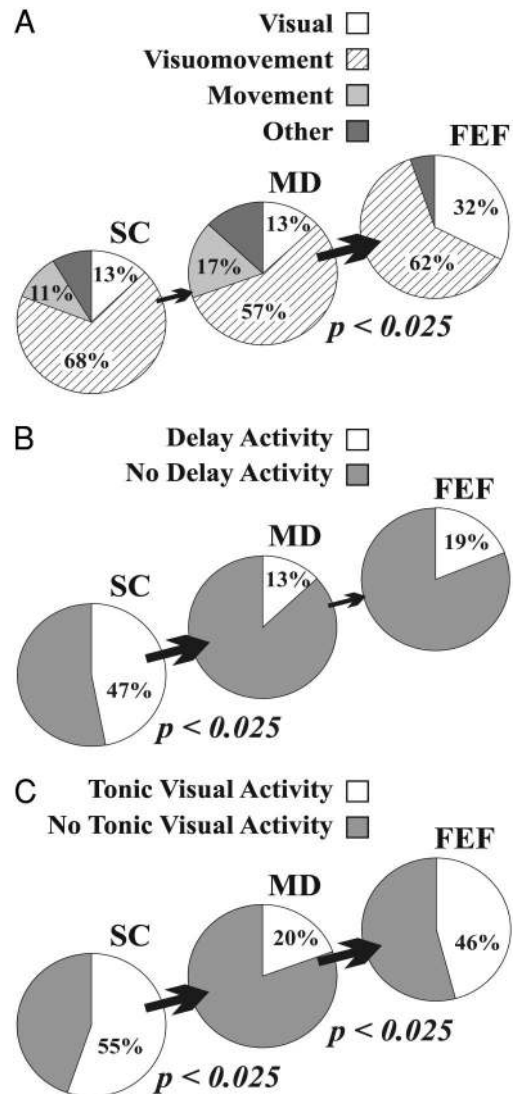 A
Visual
Visuomovement
Movement
Other
FEF
MD
SC
32%
13%
17%
13%
11%
62%
57%
68%
p < 0.025
B
Delay Activity
No Delay Activity
FEF
MD
SC
19%
13%
47%
p < 0.025
C
Tonic Visual Activity
No Tonic Visual Activity
FEF
MD
SC
20%
46%
55%
p < 0.025
p < 0.025